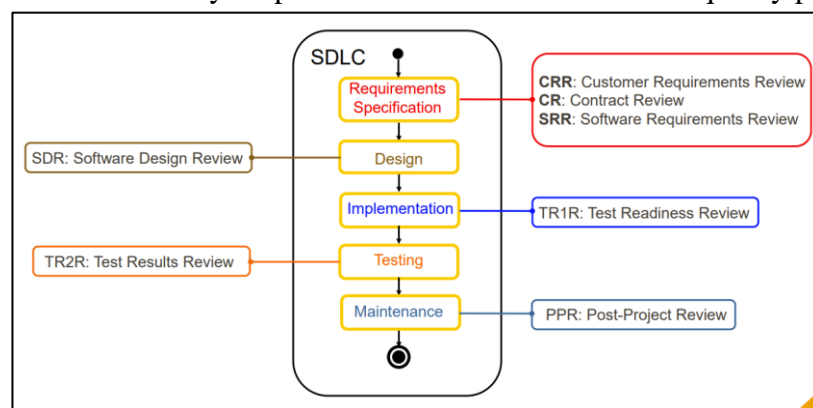 SDLC
Requirements
Specification
CRR: Customer Requirements Review
CR: Contract Review
SRR: Software Requirements Review
SDR: Software Design Review
Design
Implementation
TR1R: Test Readiness Review
TR2R: Test Results Review
Testing
Maintenance
PPR: Post-Project Review